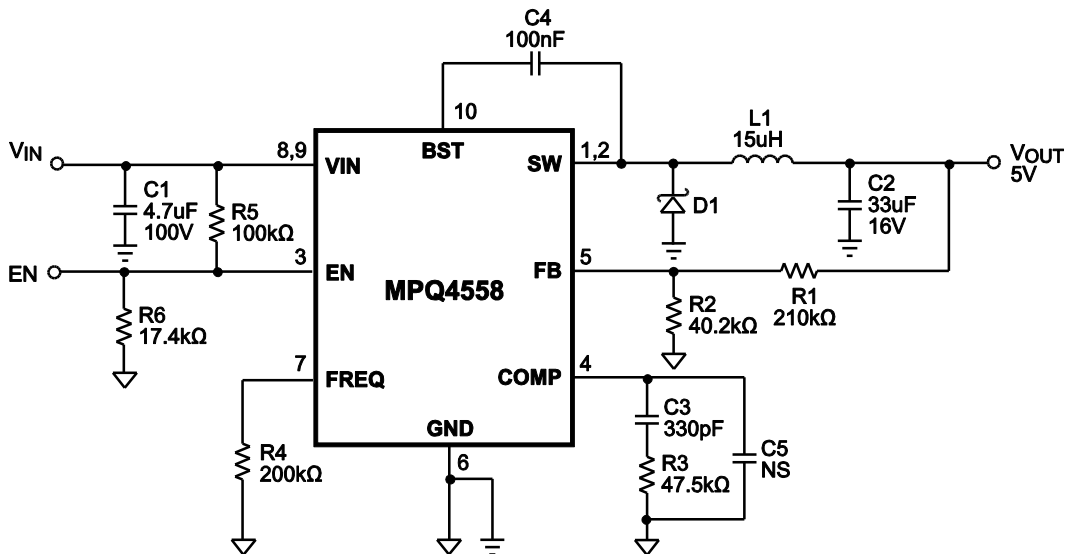 C4
100nF
10
L1
15uH
VIN
8,9
VIN
BST
SW
1,2
VOUT
5V
C1
4.7uF
100V
R5
100kΩ
D1
C2
33uF
16V
EN
3
EN
MPQ4558
FB
5
R1
210kΩ
R2
40.2kΩ
R6
17.4kΩ
7
FREQ
COMP
4
GND
6
C3
330pF
R4
200kΩ
R3
47.5kΩ
C5
NS